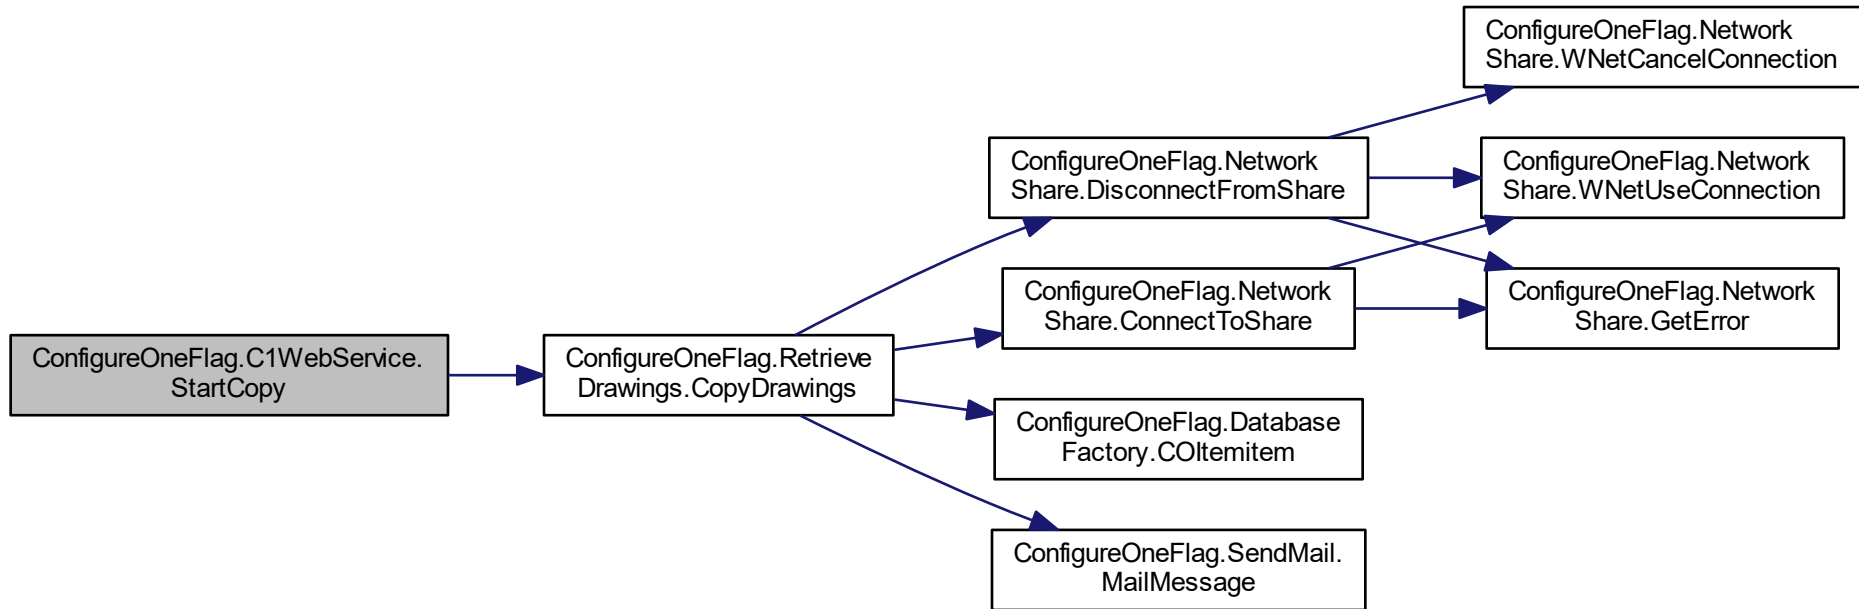 ConfigureOneFlag.C1WebService.
StartCopy
ConfigureOneFlag.Retrieve
Drawings.CopyDrawings
ConfigureOneFlag.Network
Share.DisconnectFromShare
ConfigureOneFlag.Network
Share.ConnectToShare
ConfigureOneFlag.Database
Factory.COItemitem
ConfigureOneFlag.SendMail.
MailMessage
ConfigureOneFlag.Network
Share.WNetCancelConnection
ConfigureOneFlag.Network
Share.WNetUseConnection
ConfigureOneFlag.Network
Share.GetError